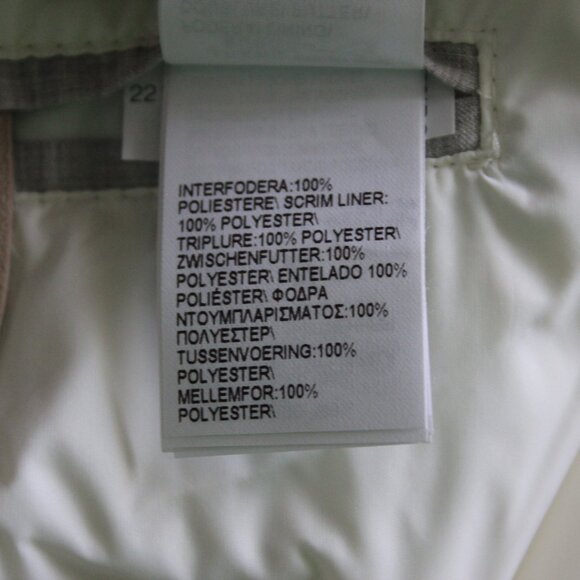 22
INTERFODERA:100%
POLIESTERE\ SCRIM LINER:
100% POLYESTER\
TRIPLURE:100% POLYESTER\
ZWISCHENFUTTER:100%
POLYESTER\ ENTELADO 100%
POLIÉSTER\ ΦΟΔΡΑ
ΝΤΟΥΜΠΛΑΡΙΣΜΑΤΟΣ:100%
ΠΟΛΥΕΣΤΕΡ\
TUSSENVOERING:100%
POLYESTER\
MELLEMFOR:100%
POLYESTER\